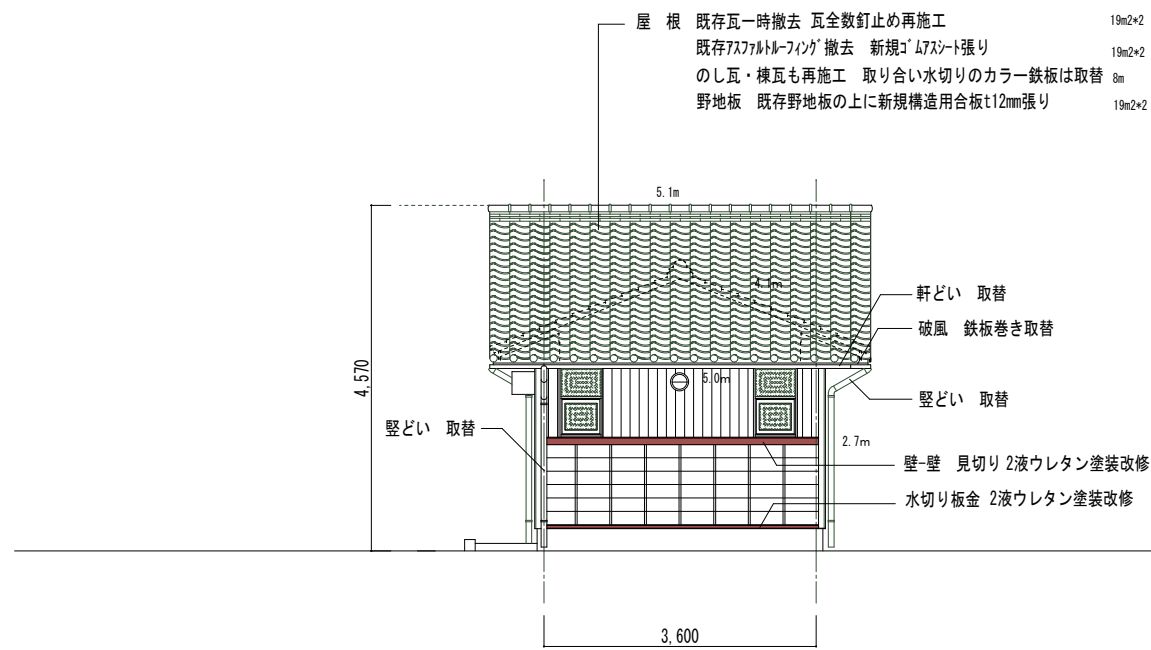 屋　根　既存瓦一時撤去 瓦全数釘止め再施工 19m2*2
既存ｱｽﾌｧﾙﾄﾙｰﾌｨﾝｸﾞ撤去　新規ｺﾞﾑｱｽｼｰﾄ張り 19m2*2
のし瓦・棟瓦も再施工　取り合い水切りのカラー鉄板は取替 8m
野地板　既存野地板の上に新規構造用合板t12mm張り 19m2*2
5.1m
4.1m
軒どい　取替
破風　鉄板巻き取替
4,570
5.0m
竪どい　取替
竪どい　取替
2.7m
壁-壁　見切り 2液ウレタン塗装改修
水切り板金 2液ウレタン塗装改修
3,600